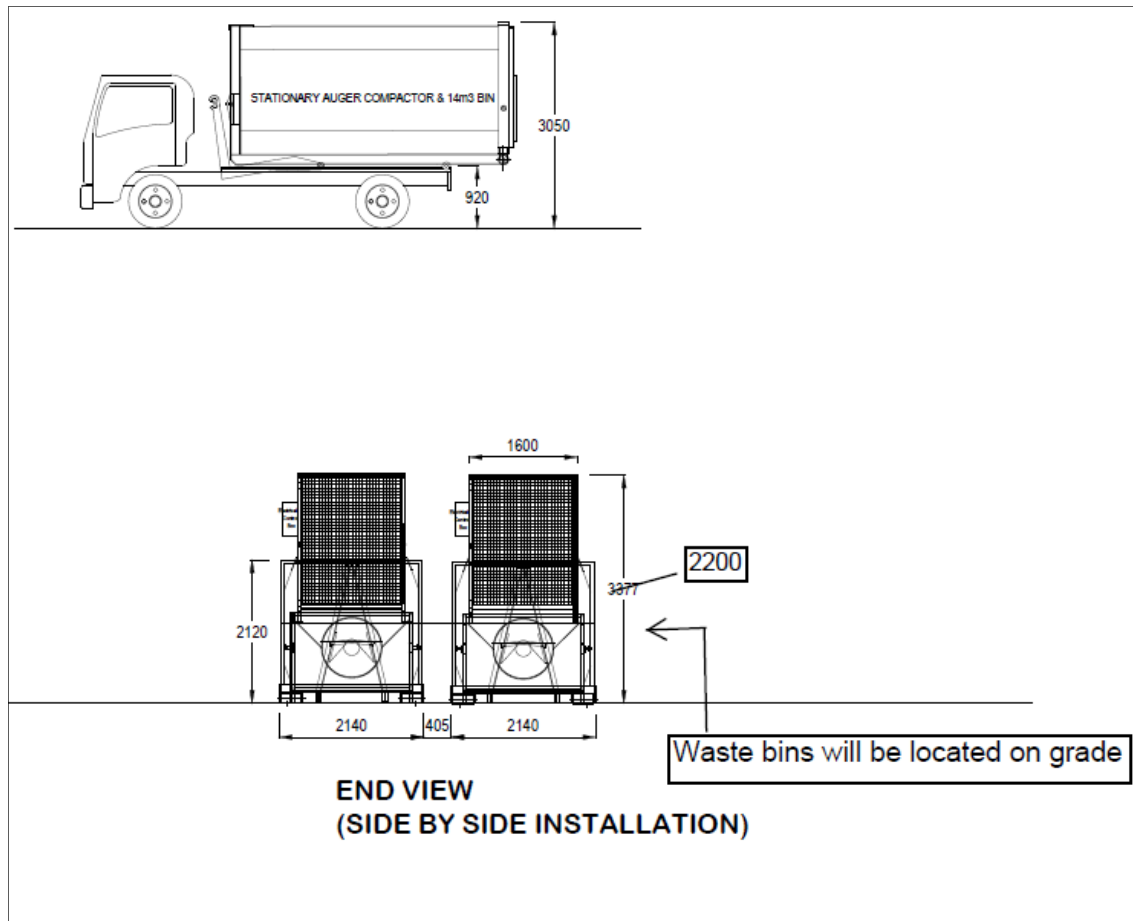 STATIONARY AUGER COMPACTOR & 14m3 BIN
3050
920
1600
2200
3377
2120
2140
405
2140
Waste bins will be located on grade
END VIEW
(SIDE BY SIDE INSTALLATION)